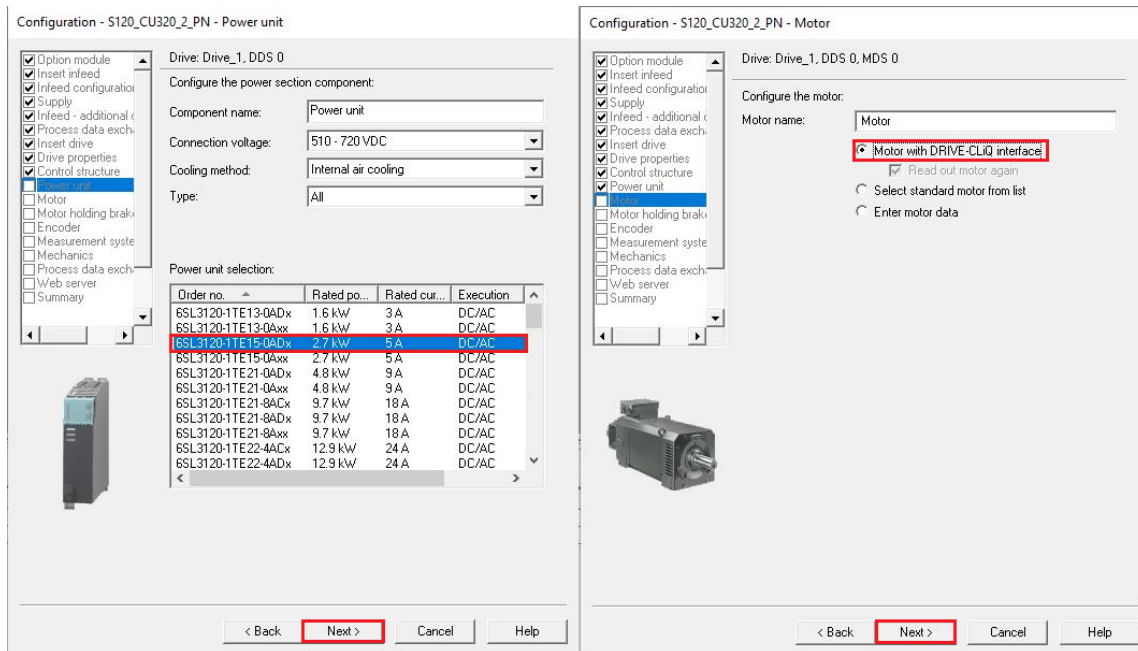 Configuration - S120_CU320_2_PN - Power unit
Option module
Insert infeed
Infeed configuration
Supply
Infeed - additional
Process data exch
Insert drive
Drive properties
Control structure
Power unit
Motor
Motor holding brak
Encoder
Measurement syste
Mechanics
Process data exch
Web server
Summary
Drive: Drive_1, DDS 0
Configure the power section component:
Component name: Power unit
Connection voltage: 510 - 720 VDC
Cooling method: Internal air cooling
Type: All
Power unit selection:
Order no. Rated po... Rated cur... Execution
6SL3120-1TE13-0ADx 1.6 kW 3 A DC/AC
6SL3120-1TE13-0Axx 1.6 kW 3 A DC/AC
6SL3120-1TE15-0ADx 2.7 kW 5 A DC/AC
6SL3120-1TE15-0Axx 2.7 kW 5 A DC/AC
6SL3120-1TE21-0ADx 4.8 kW 9 A DC/AC
6SL3120-1TE21-0Axx 4.8 kW 9 A DC/AC
6SL3120-1TE21-8ACx 9.7 kW 18 A DC/AC
6SL3120-1TE21-8ADx 9.7 kW 18 A DC/AC
6SL3120-1TE21-8Axx 9.7 kW 18 A DC/AC
6SL3120-1TE22-4ACx 12.9 kW 24 A DC/AC
6SL3120-1TE22-4ADx 12.9 kW 24 A DC/AC
< Back Next > Cancel Help
Configuration - S120_CU320_2_PN - Motor
Option module
Insert infeed
Infeed configuration
Supply
Infeed - additional
Process data exch
Insert drive
Drive properties
Control structure
Power unit
Motor
Motor holding brak
Encoder
Measurement syste
Mechanics
Process data exch
Web server
Summary
Drive: Drive_1, DDS 0, MDS 0
Configure the motor:
Motor name: Motor
Motor with DRIVE-CLiQ interface
Read out motor again
Select standard motor from list
Enter motor data
< Back Next > Cancel Help